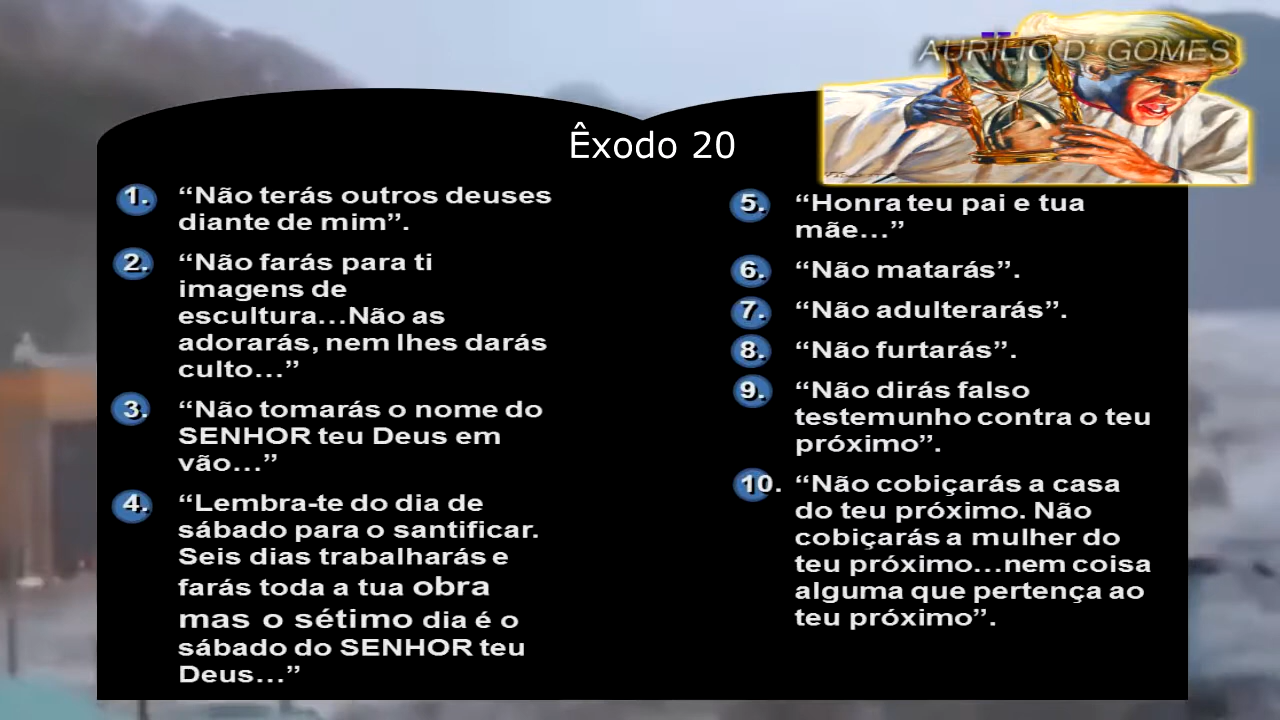 AURÍLIO D' GOMES
Êxodo 20
1. “Não terás outros deuses
diante de mim”.
2. “Não farás para ti
imagens de
escultura...Não as
adorarás, nem lhes darás
culto...”
3. “Não tomarás o nome do
SENHOR teu Deus em
vão...”
4. “Lembra-te do dia de
sábado para o santificar.
Seis dias trabalharás e
farás toda a tua obra
mas o sétimo dia é o
sábado do SENHOR teu
Deus...”
5. “Honra teu pai e tua
mãe...”
6. “Não matarás”.
7. “Não adulterarás”.
8. “Não furtarás”.
9. “Não dirás falso
testemunho contra o teu
próximo”.
10. “Não cobiçarás a casa
do teu próximo. Não
cobiçarás a mulher do
teu próximo...nem coisa
alguma que pertença ao
teu próximo”.